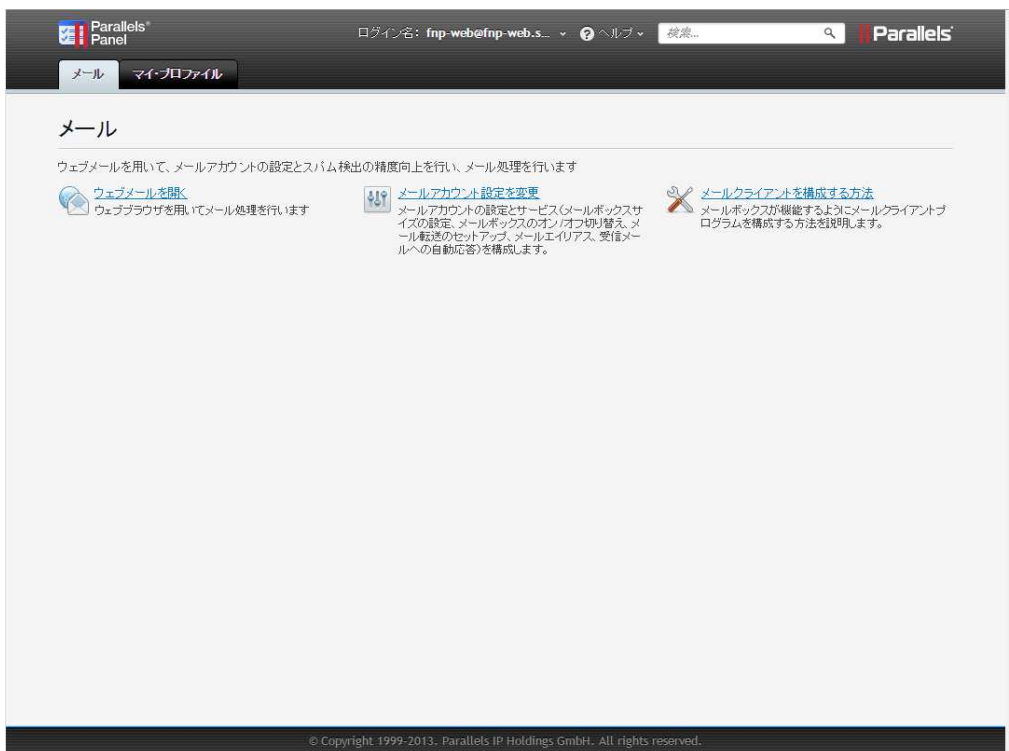 Parallels®
Panel
ログイン名: fnp-web@fnp-web.s...
ヘルプ
検索...
Parallels®
メール
マイ・プロファイル
メール
ウェブメールを用いて、メールアカウントの設定とスパム検出の精度向上を行い、メール処理を行います
ウェブメールを開く
ウェブブラウザを用いてメール処理を行います
メールアカウント設定を変更
メールアカウントの設定とサービス(メールボックスサ
イズの設定、メールボックスのオン/オフ切り替え、メ
ール転送のセットアップ、メールエイリアス、受信メー
ルへの自動応答)を構成します。
メールクライアントを構成する方法
メールボックスが機能するようにメールクライアントプ
ログラムを構成する方法を説明します。
© Copyright 1999-2013. Parallels IP Holdings GmbH. All rights reserved.